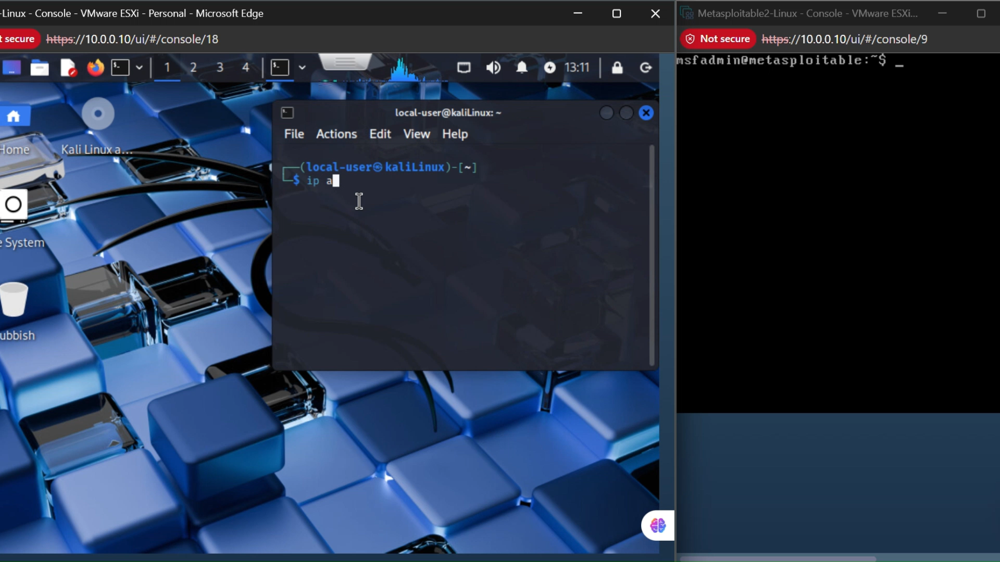 -Linux - Console - VMware ESXi - Personal - Microsoft Edge
t secure https://10.0.0.10/ui/#/console/18
1 2 3 4 13:11
Home
Kali Linux a...
e System
ubbish
local-user@kaliLinux: ~
File Actions Edit View Help
┌──(local-user㉿kaliLinux)-[~]
└─$ ip a
Metasploitable2-Linux - Console - VMware ESXi...
Not secure https://10.0.0.10/ui/#/console/9
msfadmin@metasploitable:~$ _